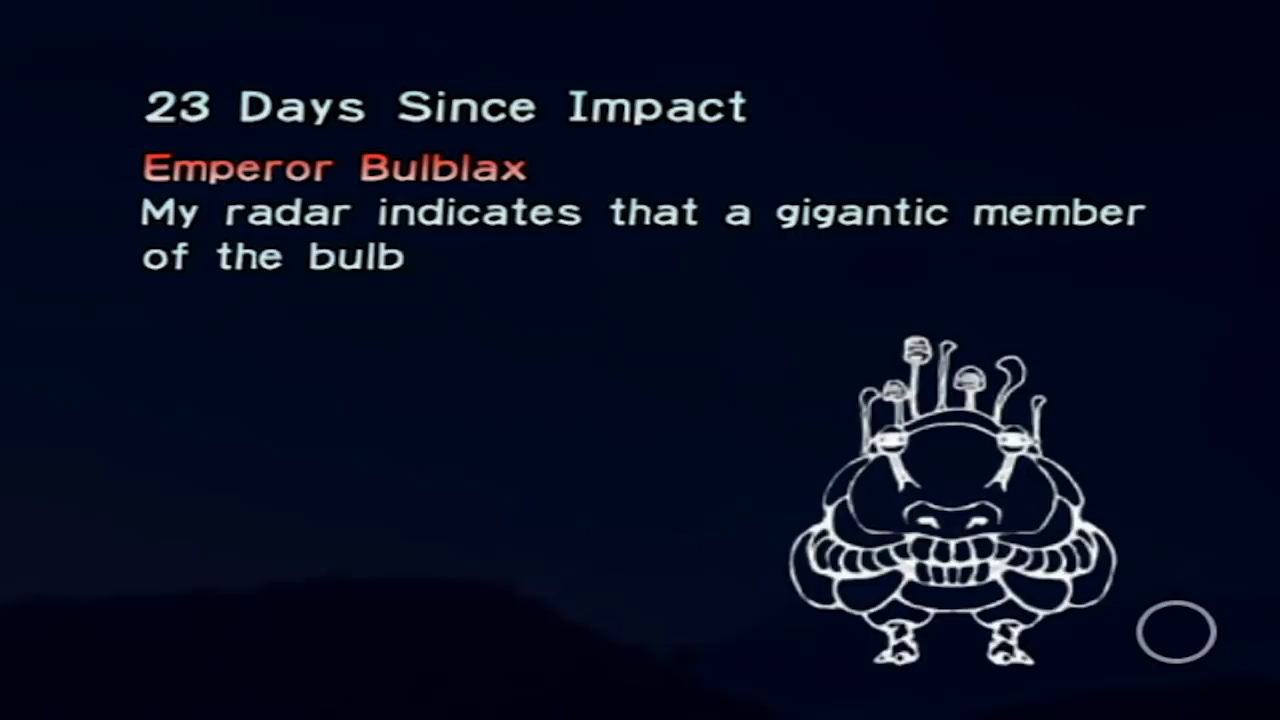 23 Days Since Impact
Emperor Bulblax
My radar indicates that a gigantic member
of the bulb